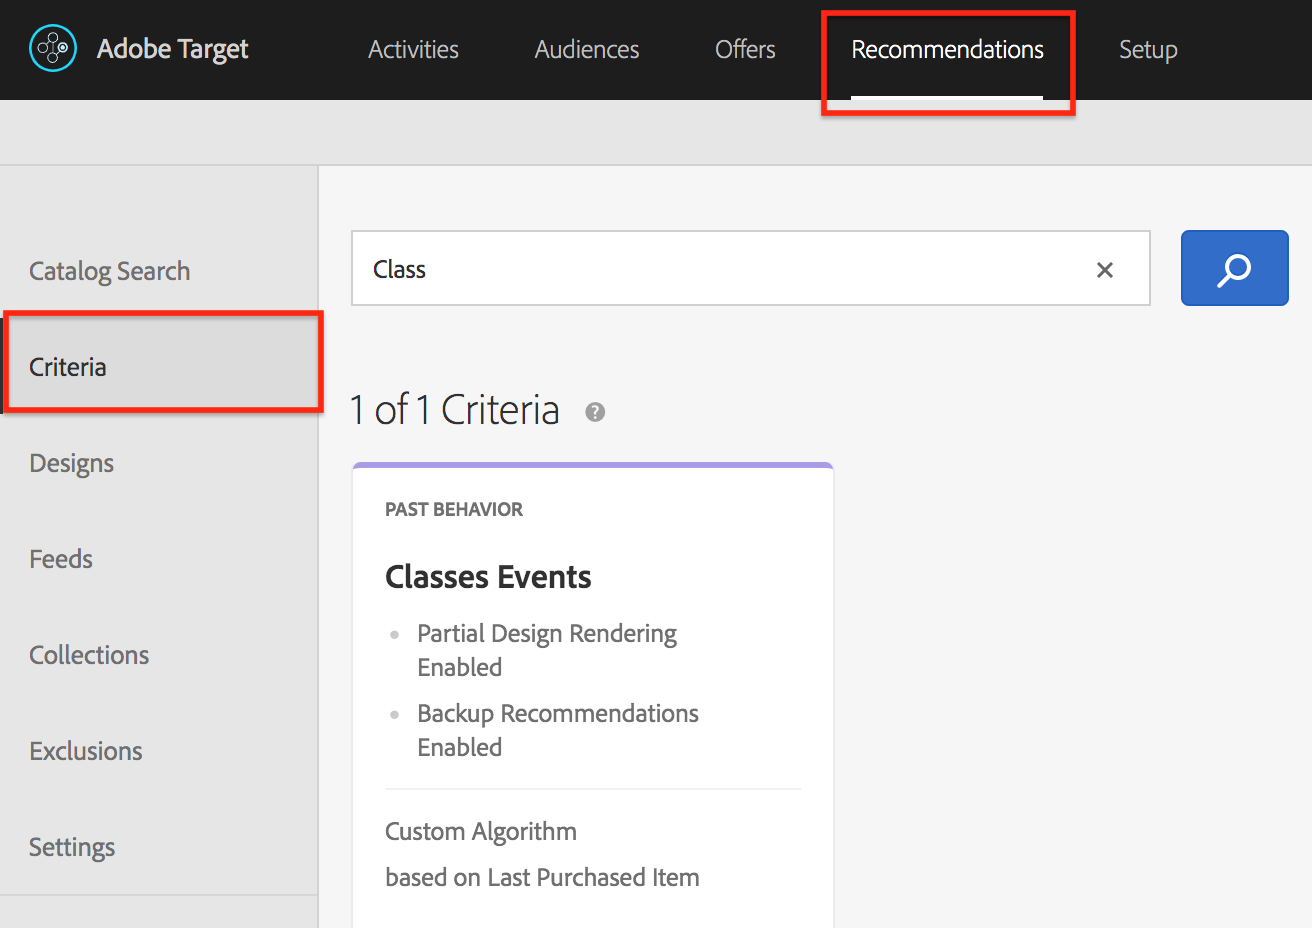 Adobe Target
Activities
Audiences
Offers
Recommendations
Setup
Catalog Search
Criteria
Designs
Feeds
Collections
Exclusions
Settings
Class
1 of 1 Criteria ?
PAST BEHAVIOR
Classes Events
Partial Design Rendering
Enabled
Backup Recommendations
Enabled
Custom Algorithm
based on Last Purchased Item